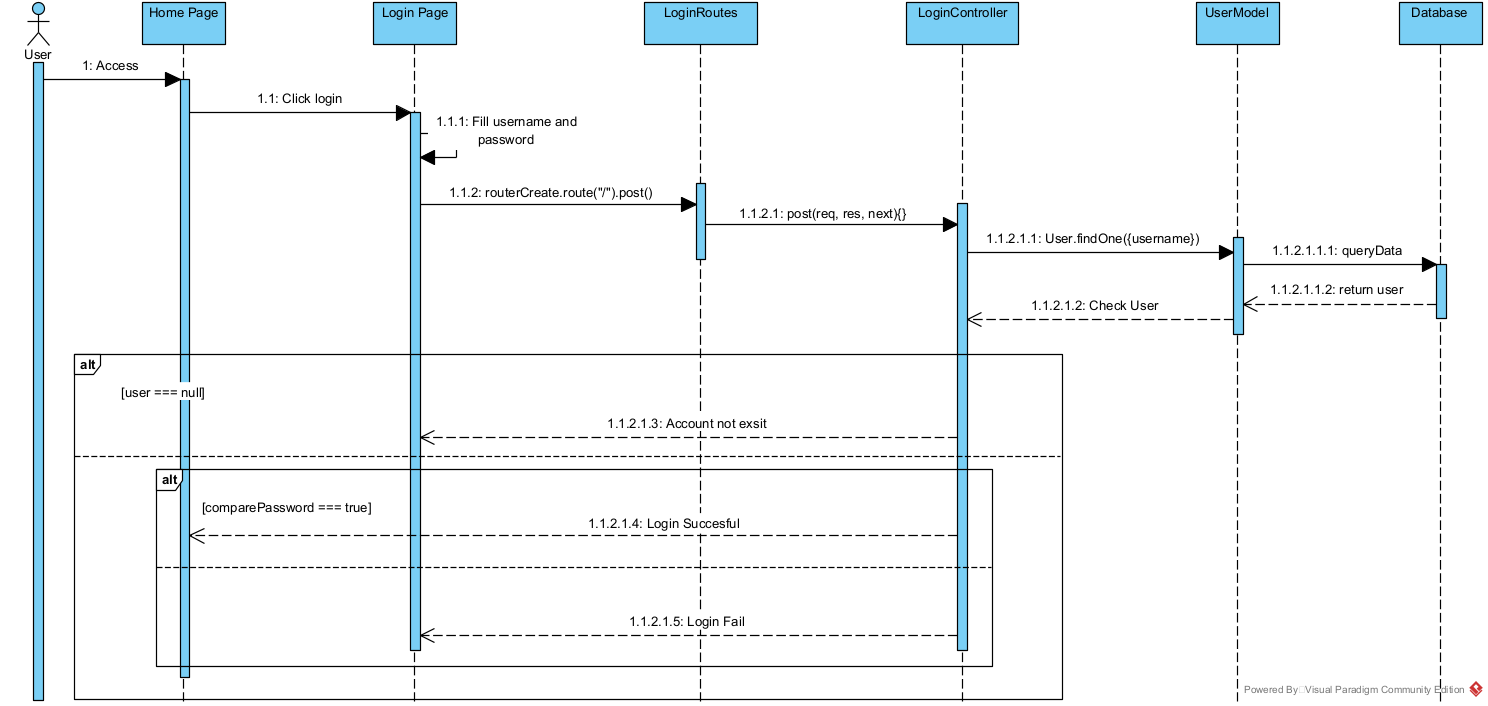 User
Home Page
Login Page
LoginRoutes
LoginController
UserModel
Database
1: Access
1.1: Click login
1.1.1: Fill username and
password
1.1.2: routerCreate.route("/").post()
1.1.2.1: post(req, res, next){}
1.1.2.1.1: User.findOne({username})
1.1.2.1.1.1: queryData
1.1.2.1.1.2: return user
1.1.2.1.2: Check User
alt
[user === null]
1.1.2.1.3: Account not exsit
alt
[comparePassword === true]
1.1.2.1.4: Login Succesful
1.1.2.1.5: Login Fail
Powered By Visual Paradigm Community Edition